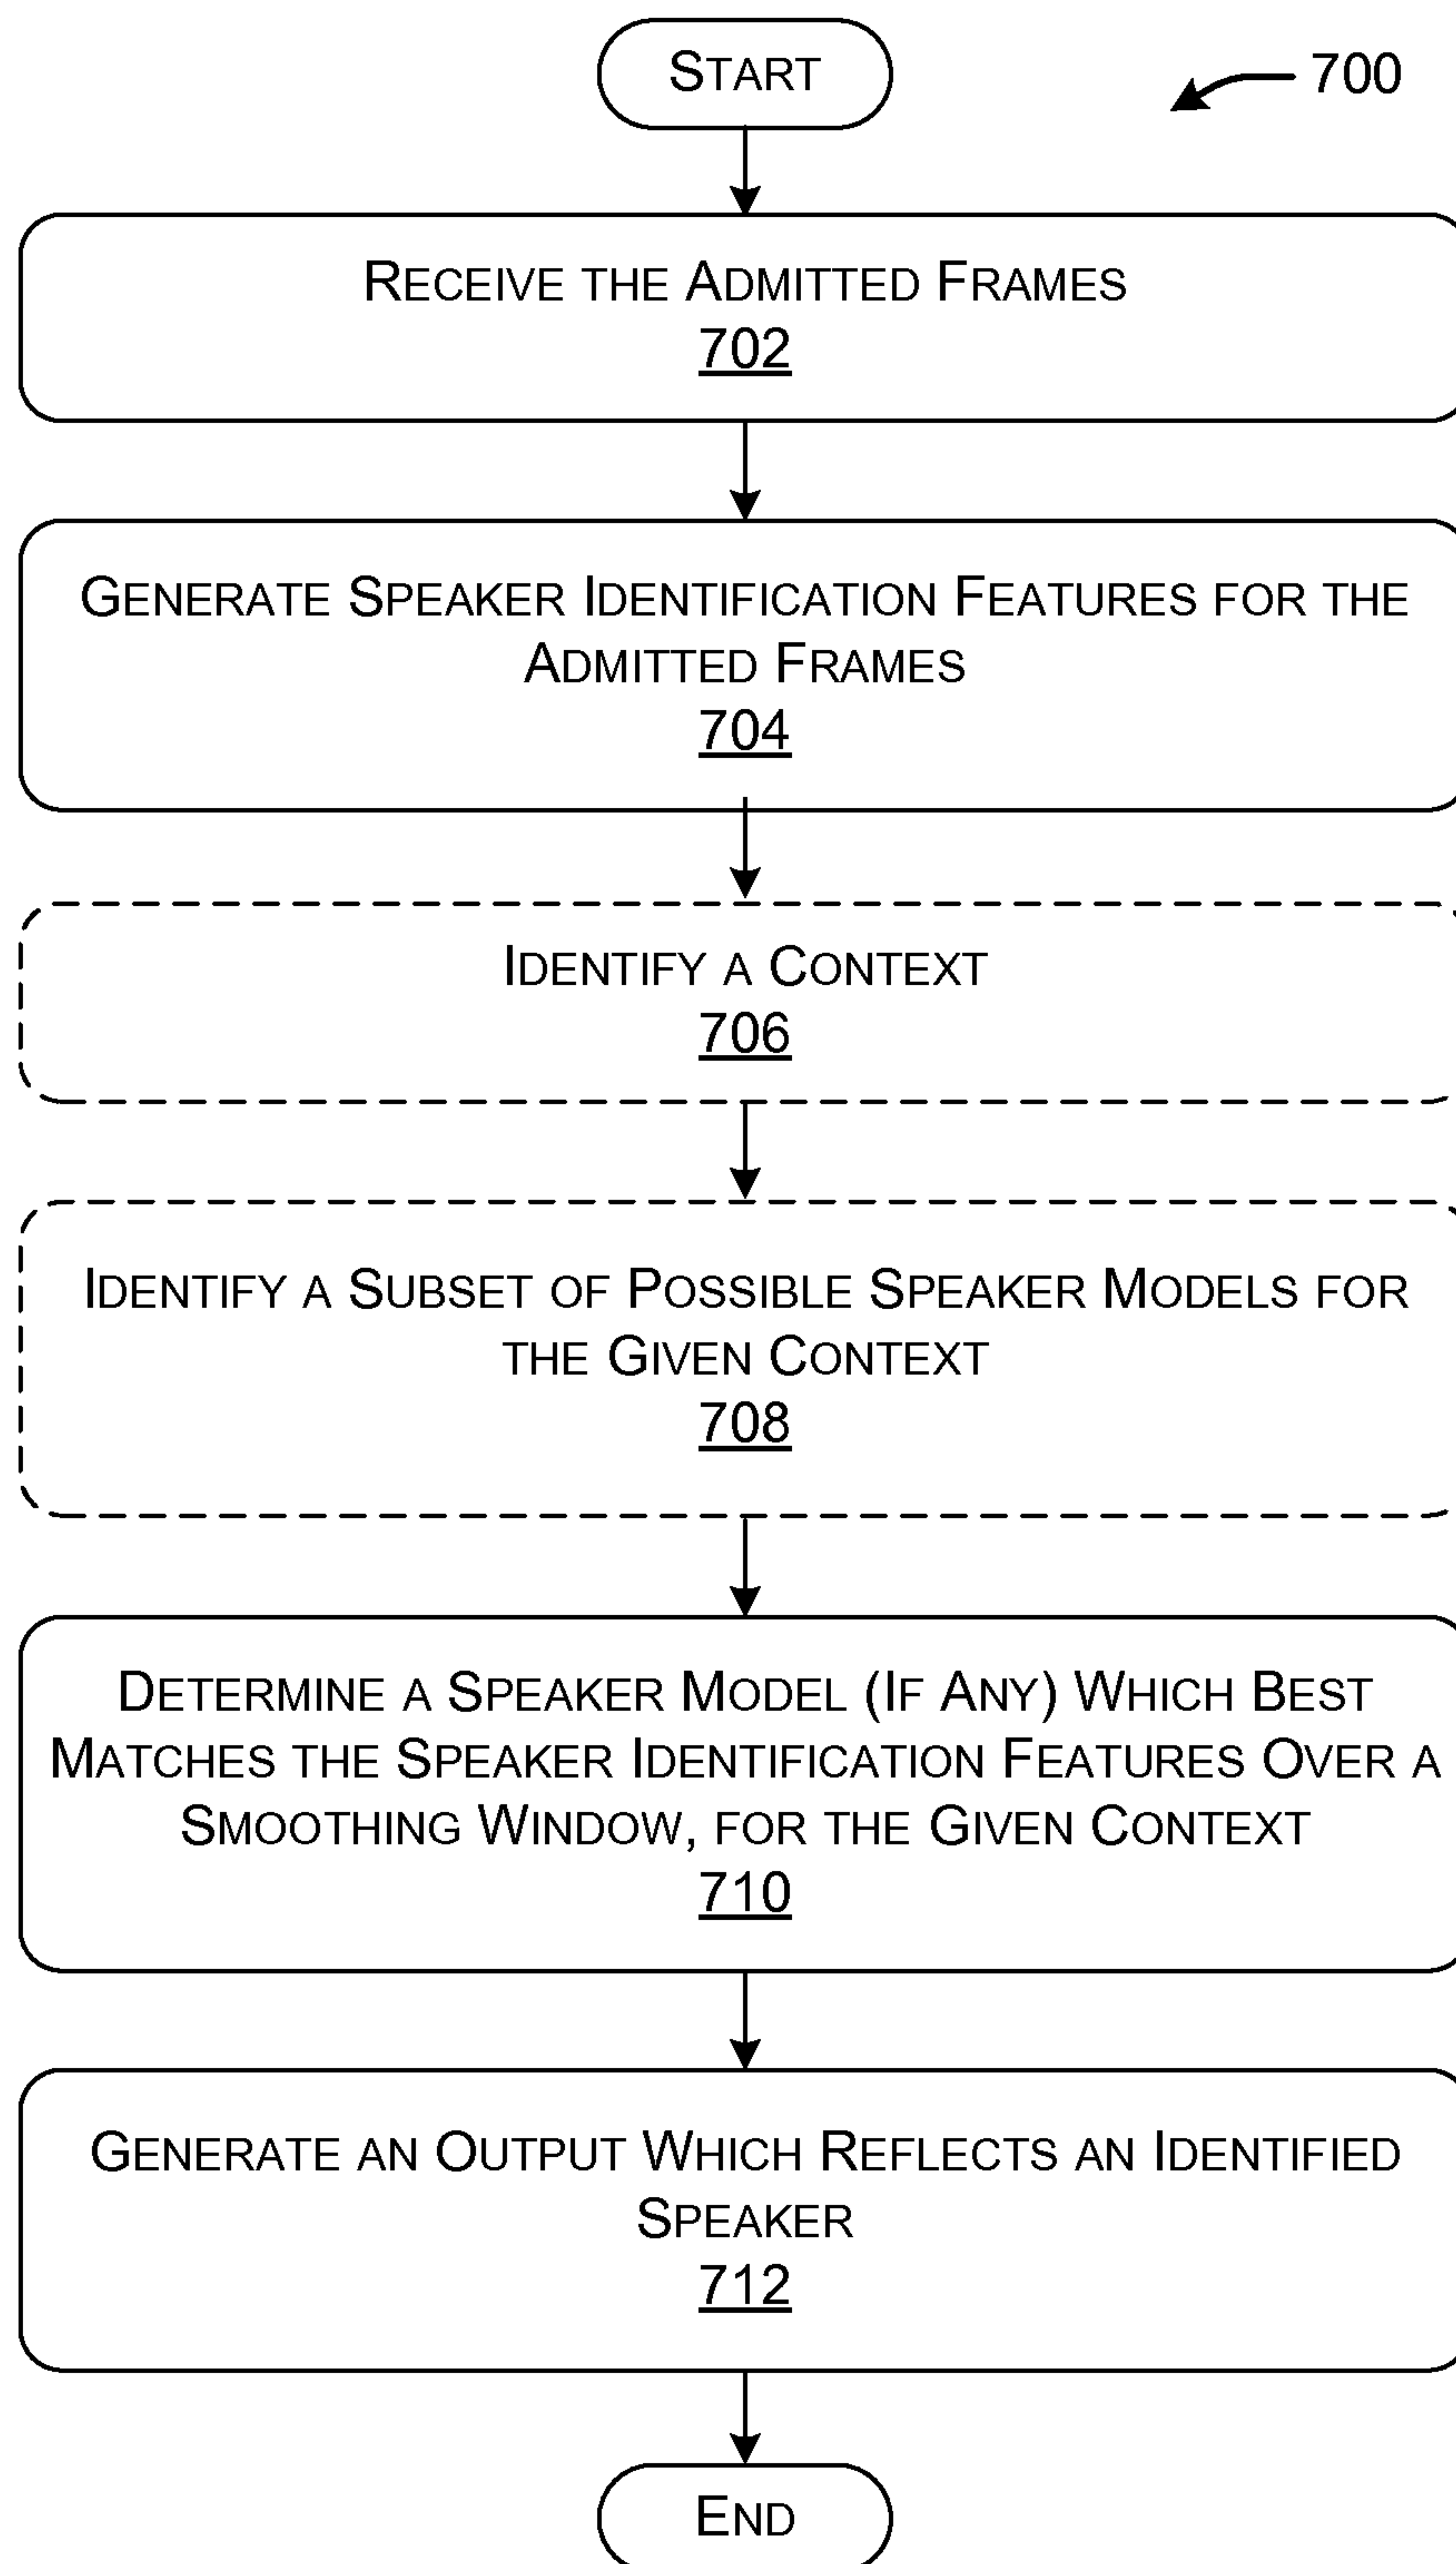 START
700
RECEIVE THE ADMITTED FRAMES
702
GENERATE SPEAKER IDENTIFICATION FEATURES FOR THE
ADMITTED FRAMES
704
IDENTIFY A CONTEXT
706
IDENTIFY A SUBSET OF POSSIBLE SPEAKER MODELS FOR
THE GIVEN CONTEXT
708
DETERMINE A SPEAKER MODEL (IF ANY) WHICH BEST
MATCHES THE SPEAKER IDENTIFICATION FEATURES OVER A
SMOOTHING WINDOW, FOR THE GIVEN CONTEXT
710
GENERATE AN OUTPUT WHICH REFLECTS AN IDENTIFIED
SPEAKER
712
END